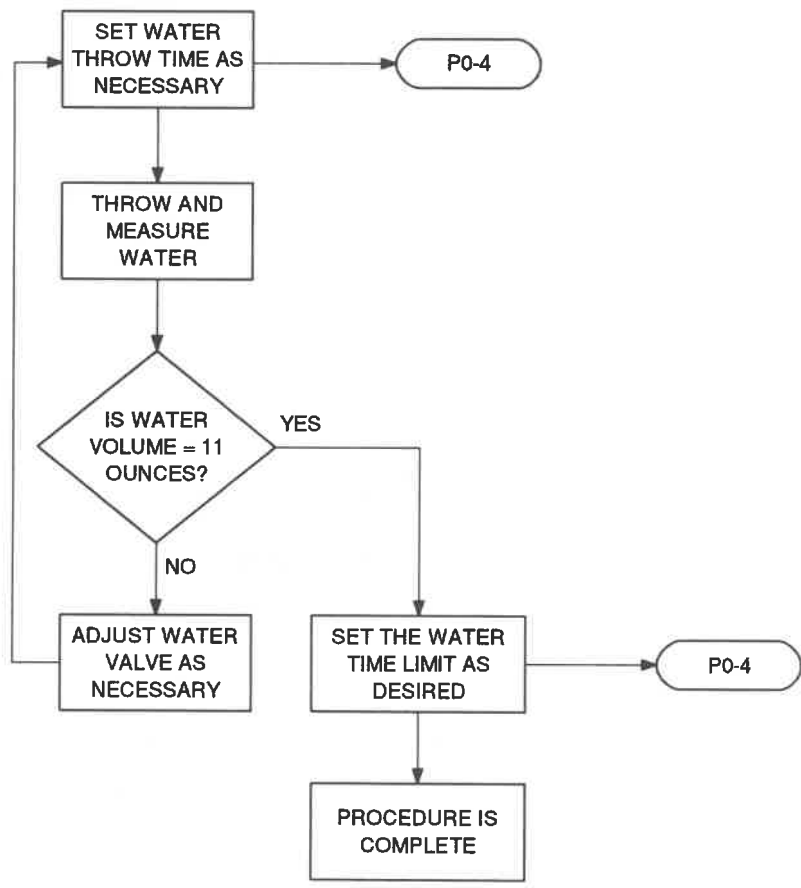 SET WATER
THROW TIME AS
NECESSARY
P0-4
THROW AND
MEASURE
WATER
IS WATER
VOLUME = 11
OUNCES?
YES
NO
ADJUST WATER
VALVE AS
NECESSARY
SET THE WATER
TIME LIMIT AS
DESIRED
P0-4
PROCEDURE IS
COMPLETE